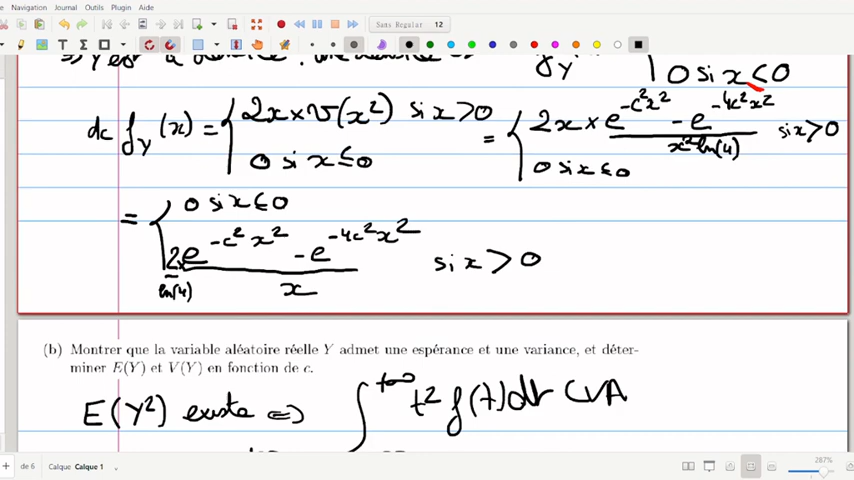 Navigation Journal Outils Plugin Aide
Sans Regular 12
0 si x ≤ 0
dc f_Y(x) = { 2x × v(x²) si x > 0 = { 2x × (e^{-c²x²} - e^{-4c²x²}) / (x² ln(4)) si x > 0
0 si x ≤ 0 0 si x ≤ 0
= { 0 si x ≤ 0
2/ln(4) × (e^{-c²x²} - e^{-4c²x²}) / x si x > 0
(b) Montrer que la variable aléatoire réelle Y admet une espérance et une variance, et déter-
miner E(Y) et V(Y) en fonction de c.
E(Y²) existe ⇔ ∫^{+∞} t² f(t)dt CVA
de 6 Calque Calque 1 287%